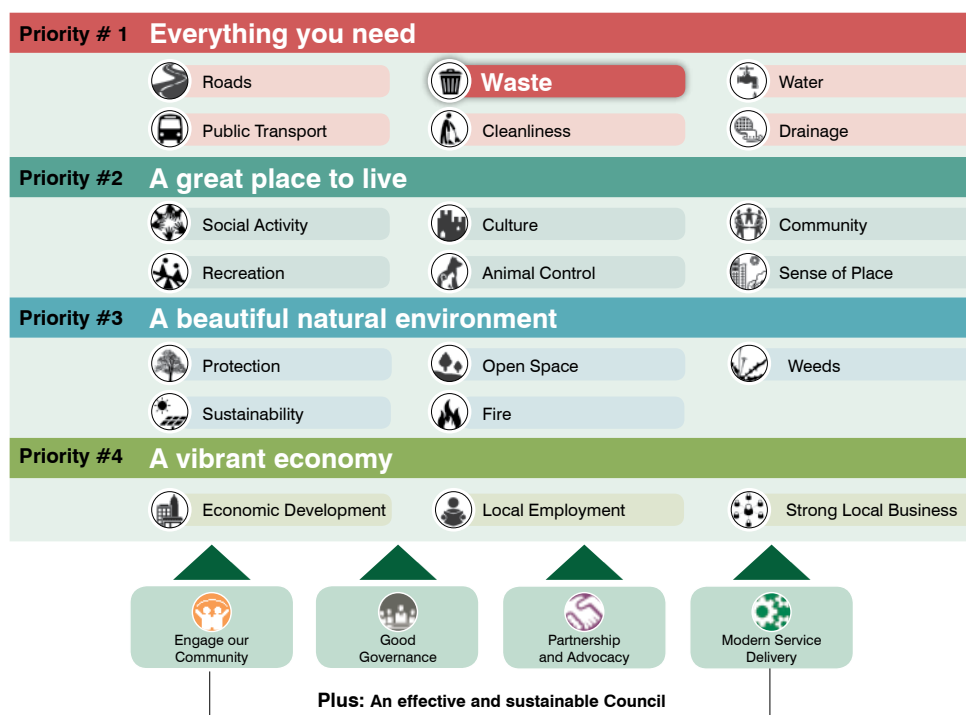 Priority # 1 Everything you need
Roads Waste Water
Public Transport Cleanliness Drainage
Priority #2 A great place to live
Social Activity Culture Community
Recreation Animal Control Sense of Place
Priority #3 A beautiful natural environment
Protection Open Space Weeds
Sustainability Fire
Priority #4 A vibrant economy
Economic Development Local Employment Strong Local Business
Engage our
Community
Good
Governance
Partnership
and Advocacy
Modern Service
Delivery
Plus: An effective and sustainable Council